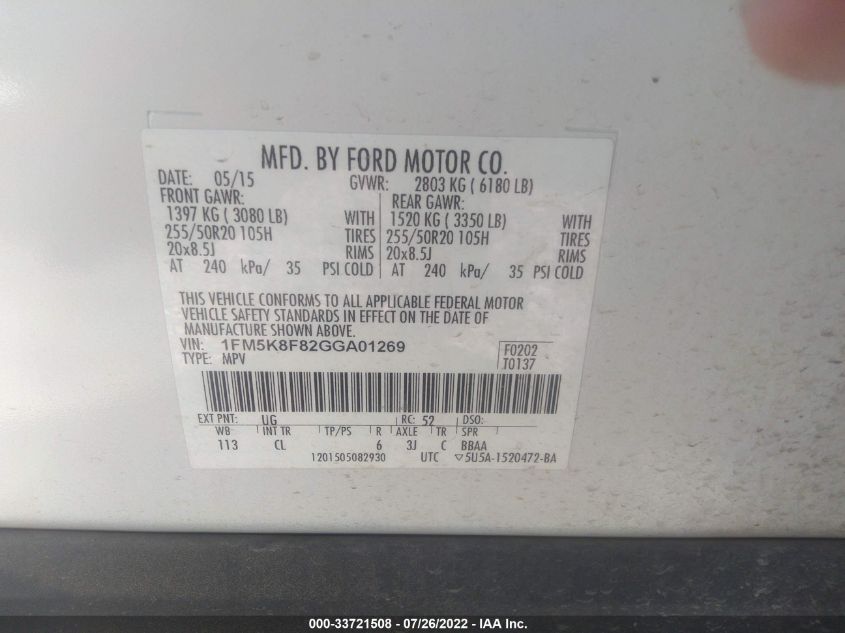 MFD. BY FORD MOTOR CO.
DATE: 05/15 GVWR: 2803 KG ( 6180 LB)
FRONT GAWR: REAR GAWR:
1397 KG ( 3080 LB) WITH 1520 KG ( 3350 LB) WITH
255/50R20 105H TIRES 255/50R20 105H TIRES
20x8.5J RIMS 20x8.5J RIMS
AT 240 kPa/ 35 PSI COLD AT 240 kPa/ 35 PSI COLD
THIS VEHICLE CONFORMS TO ALL APPLICABLE FEDERAL MOTOR
VEHICLE SAFETY STANDARDS IN EFFECT ON THE DATE OF
MANUFACTURE SHOWN ABOVE.
VIN: 1FM5K8F82GGA01269 F0202
TYPE: MPV T0137
EXT PNT: UG RC: 52 DSO:
WB INT TR TP/PS R AXLE TR SPR
113 CL 6 3J C BBAA
1201505082930 UTC ▽5U5A-1520472-BA
000-33721508 - 07/26/2022 - IAA Inc.